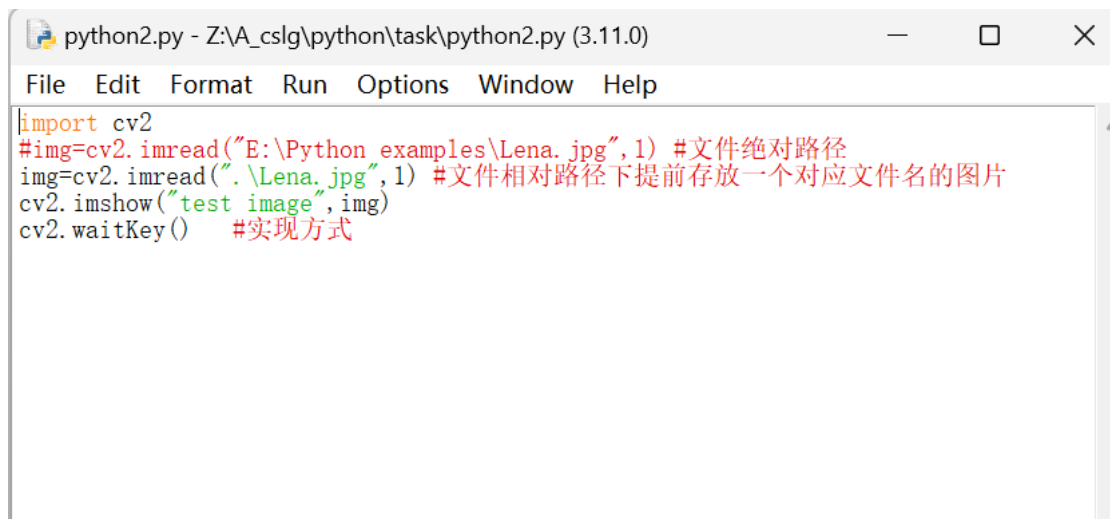 python2.py - Z:\A_cslg\python\task\python2.py (3.11.0)
File Edit Format Run Options Window Help
import cv2
#img=cv2.imread("E:\Python examples\Lena.jpg",1) #文件绝对路径
img=cv2.imread(".\Lena.jpg",1) #文件相对路径下提前存放一个对应文件名的图片
cv2.imshow("test image",img)
cv2.waitKey()   #实现方式